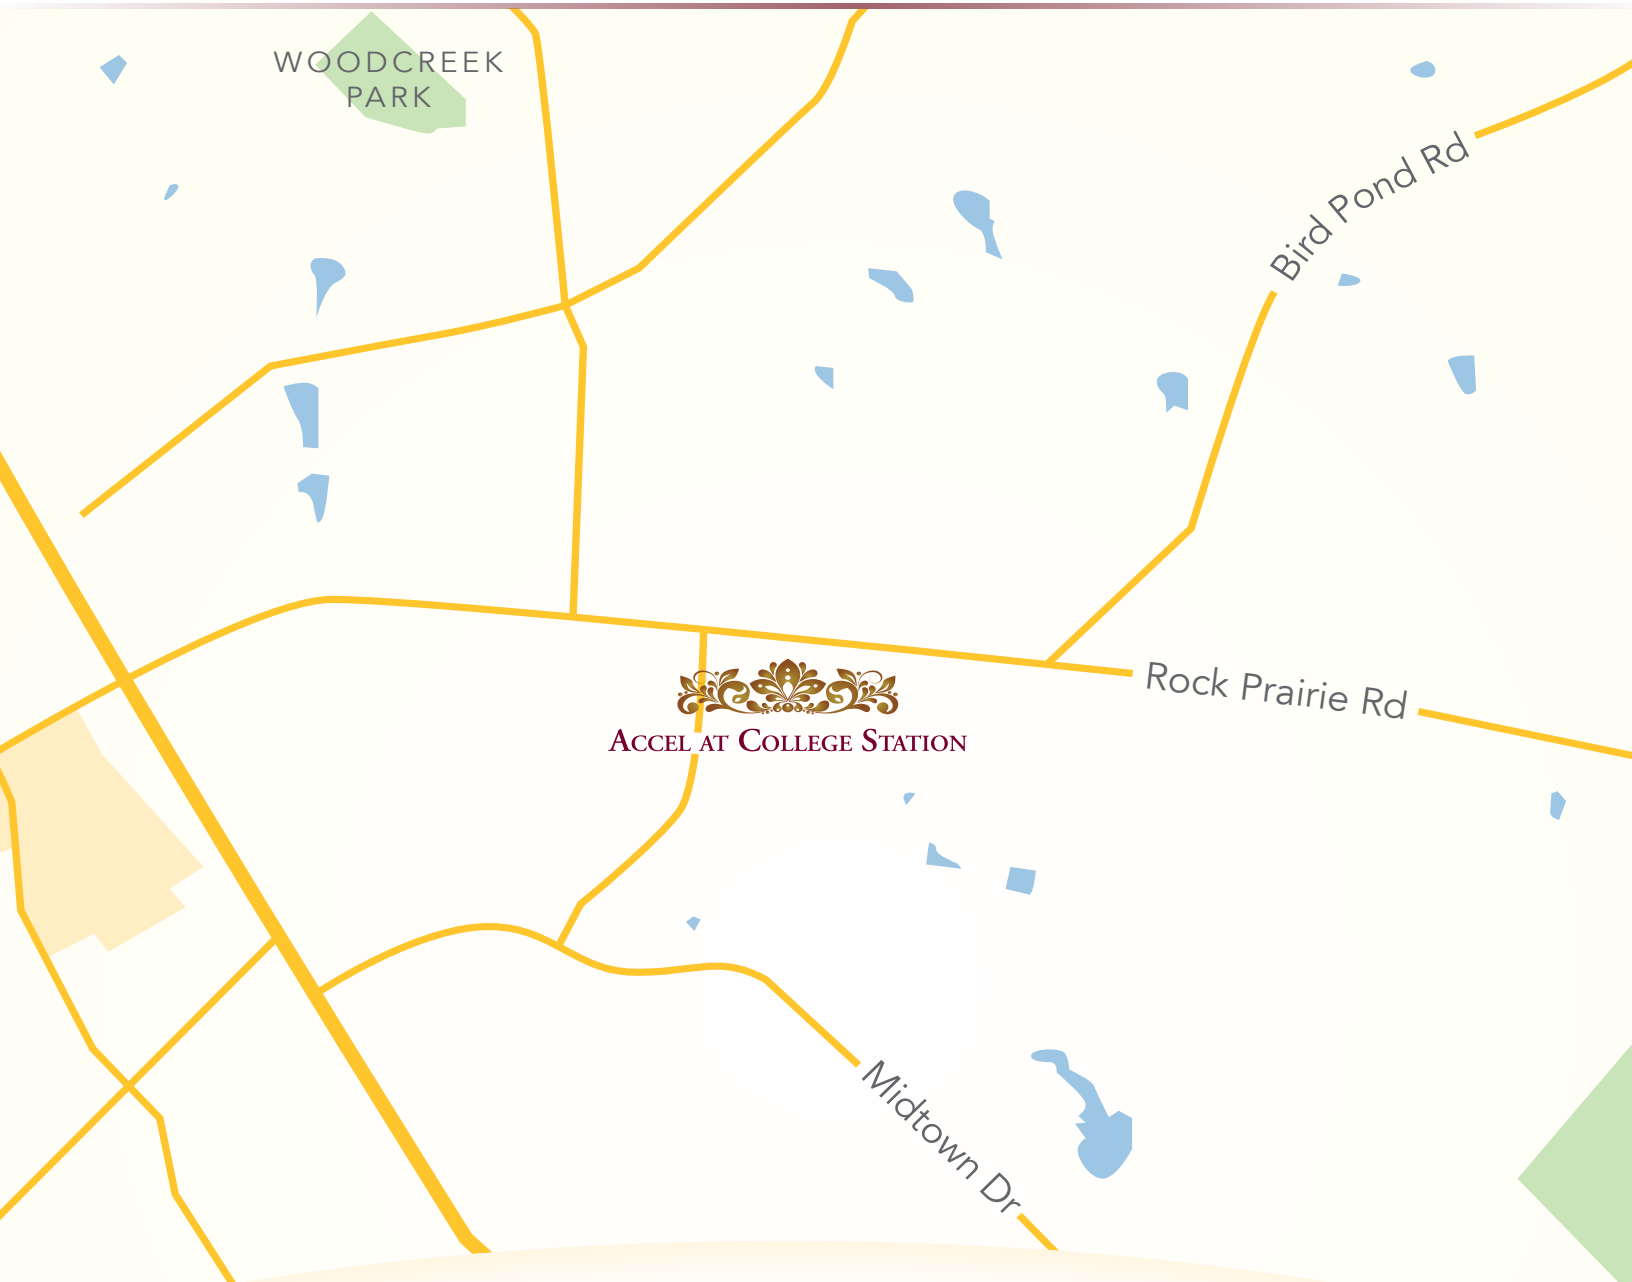 WOODCREEK
PARK
Bird Pond Rd
Rock Prairie Rd
Accel at College Station
Midtown Dr